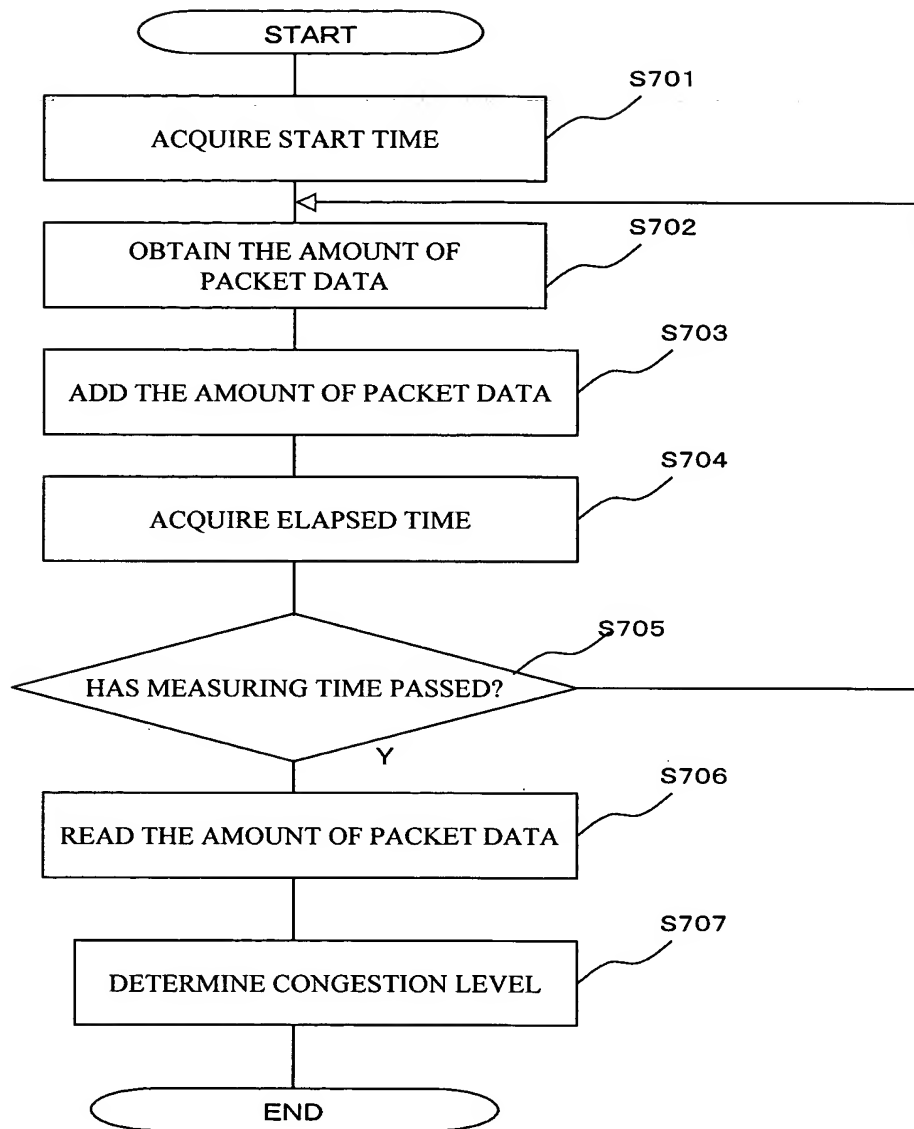 START
S701
ACQUIRE START TIME
S702
OBTAIN THE AMOUNT OF
PACKET DATA
S703
ADD THE AMOUNT OF PACKET DATA
S704
ACQUIRE ELAPSED TIME
S705
HAS MEASURING TIME PASSED?
Y
S706
READ THE AMOUNT OF PACKET DATA
S707
DETERMINE CONGESTION LEVEL
END